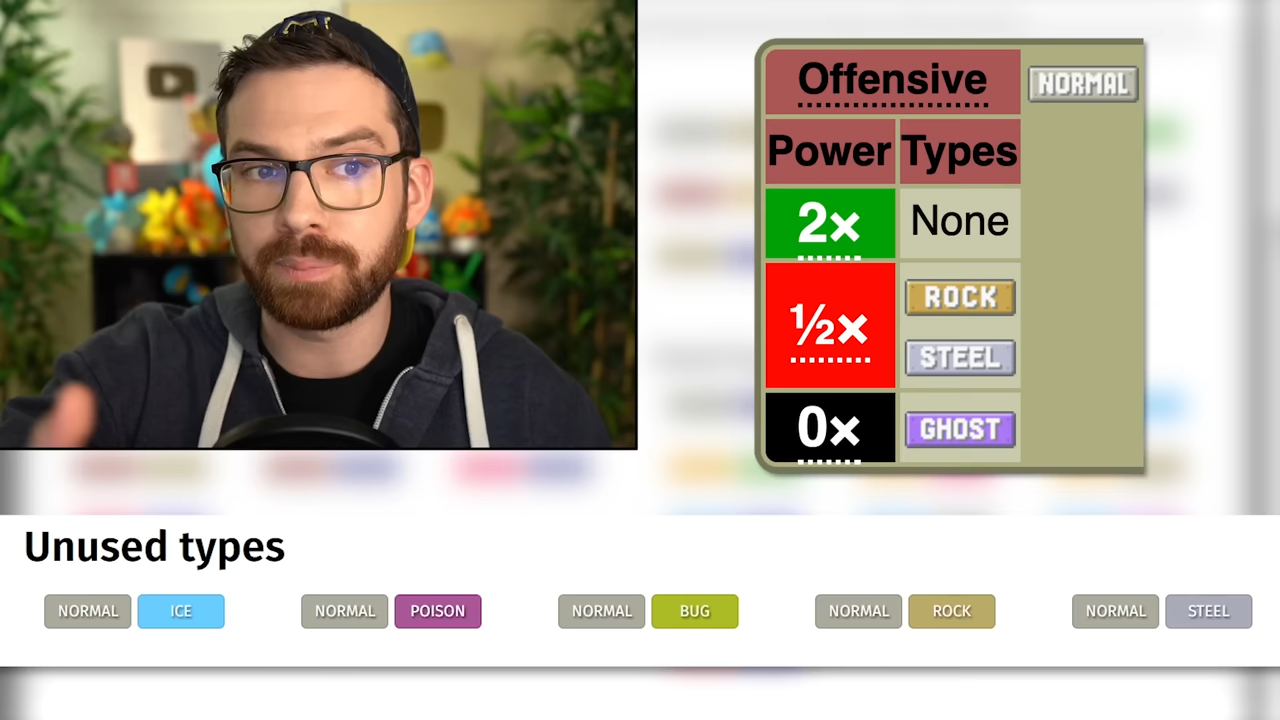 Offensive NORMAL
Power Types
2× None
½× ROCK
STEEL
0× GHOST
Unused types
NORMAL ICE NORMAL POISON NORMAL BUG NORMAL ROCK NORMAL STEEL